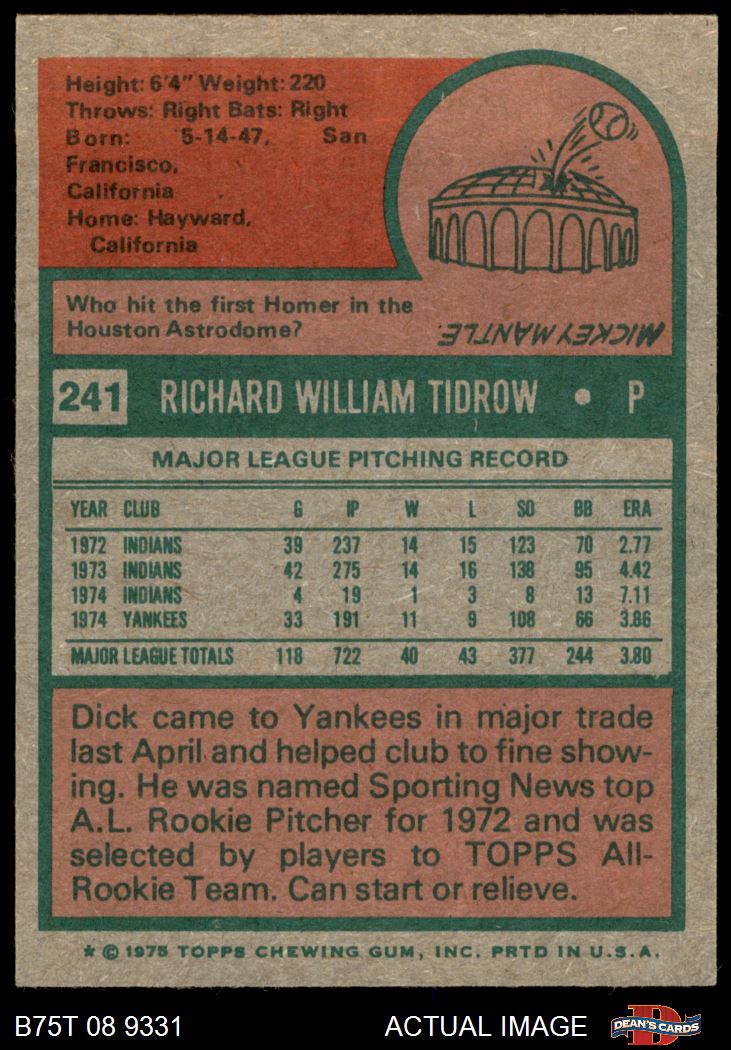 Height: 6'4" Weight: 220
Throws: Right Bats: Right
Born: 5-14-47, San
Francisco,
California
Home: Hayward,
California
Who hit the first Homer in the
Houston Astrodome?
MICKEY MANTLE.
241 RICHARD WILLIAM TIDROW • P
MAJOR LEAGUE PITCHING RECORD
YEAR CLUB G IP W L SO BB ERA
1972 INDIANS 39 237 14 15 123 70 2.77
1973 INDIANS 42 275 14 16 138 95 4.42
1974 INDIANS 4 19 1 3 8 13 7.11
1974 YANKEES 33 191 11 9 108 66 3.86
MAJOR LEAGUE TOTALS 118 722 40 43 377 244 3.80
Dick came to Yankees in major trade
last April and helped club to fine show-
ing. He was named Sporting News top
A.L. Rookie Pitcher for 1972 and was
selected by players to TOPPS All-
Rookie Team. Can start or relieve.
* © 1975 TOPPS CHEWING GUM, INC. PRTD IN U.S.A.
B75T 08 9331 ACTUAL IMAGE DEAN'S CARDS